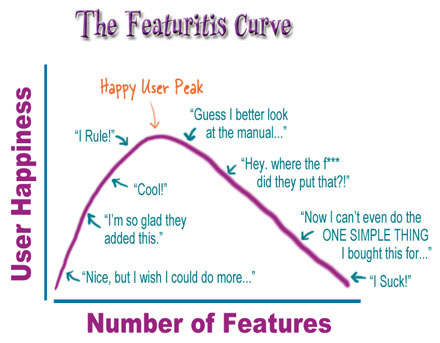 The Featuritis Curve
Happy User Peak
"Guess I better look
at the manual..."
"I Rule!"
"Hey. where the f***
did they put that?!"
"Cool!"
"I'm so glad they
added this."
"Now I can't even do the
ONE SIMPLE THING
I bought this for..."
"Nice, but I wish I could do more..."
"I Suck!"
User Happiness
Number of Features